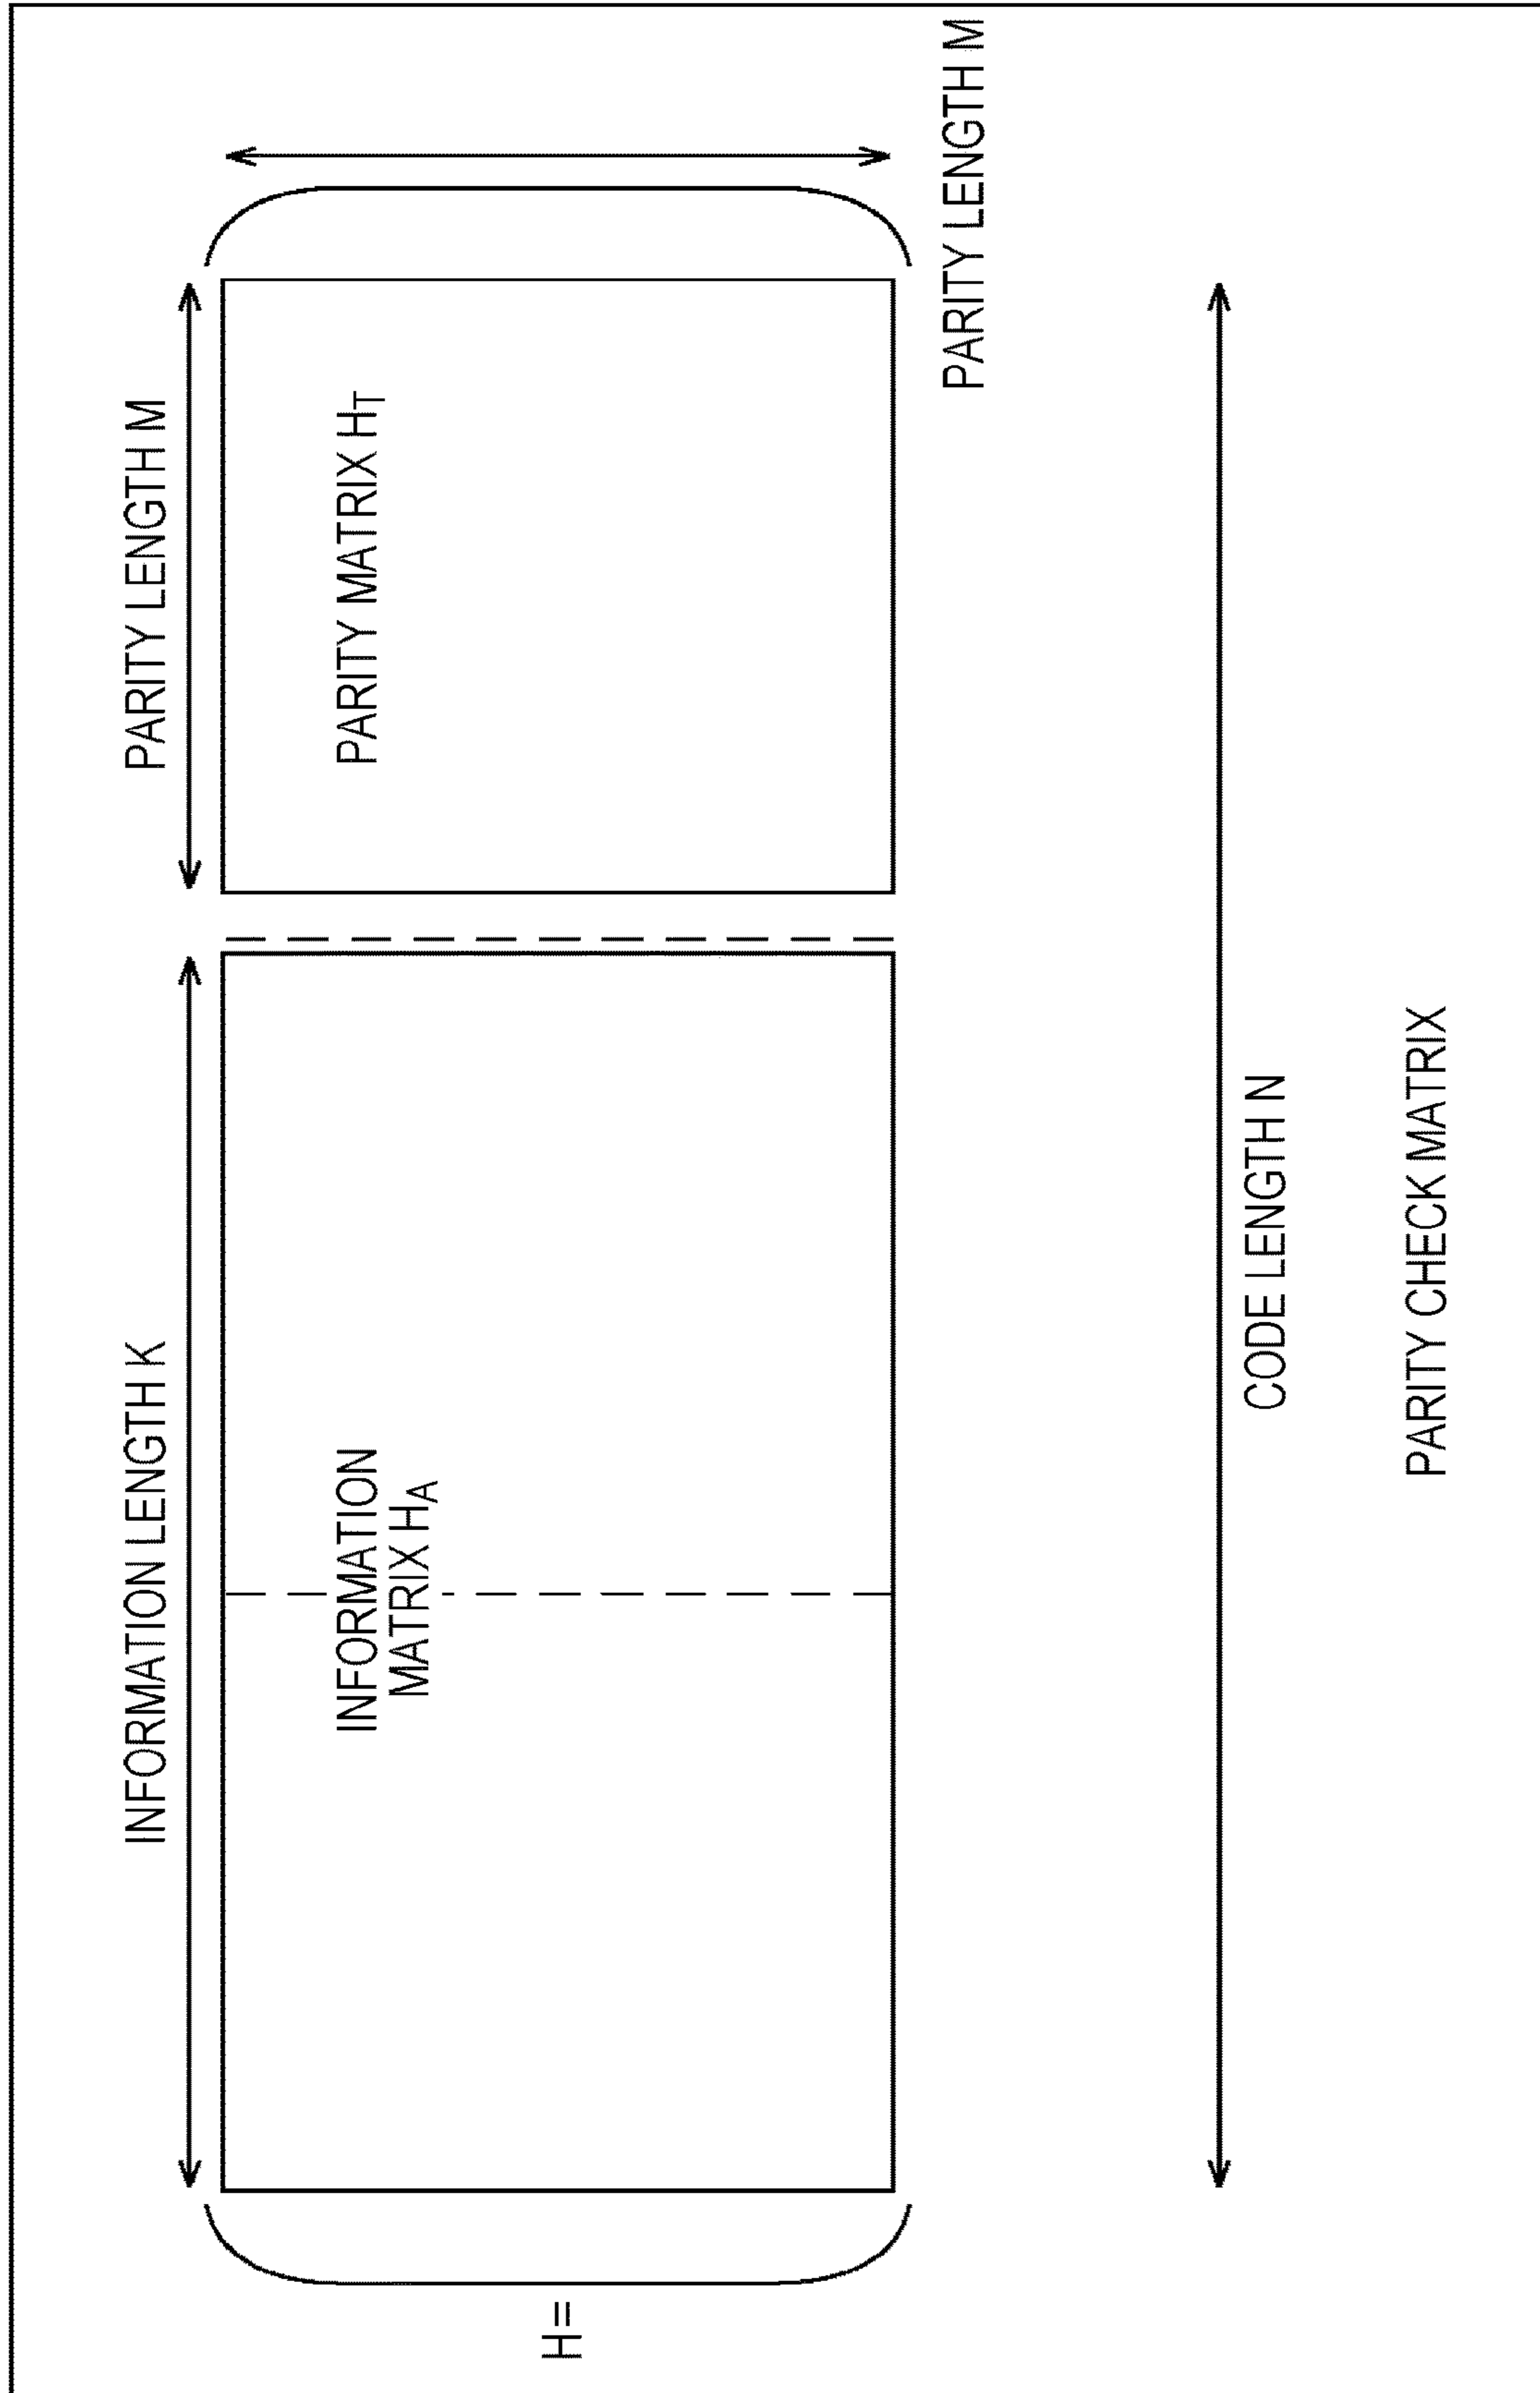 INFORMATION LENGTH K
PARITY LENGTH M
H=
INFORMATION
MATRIX HA
PARITY MATRIX HT
PARITY LENGTH M
CODE LENGTH N
PARITY CHECK MATRIX